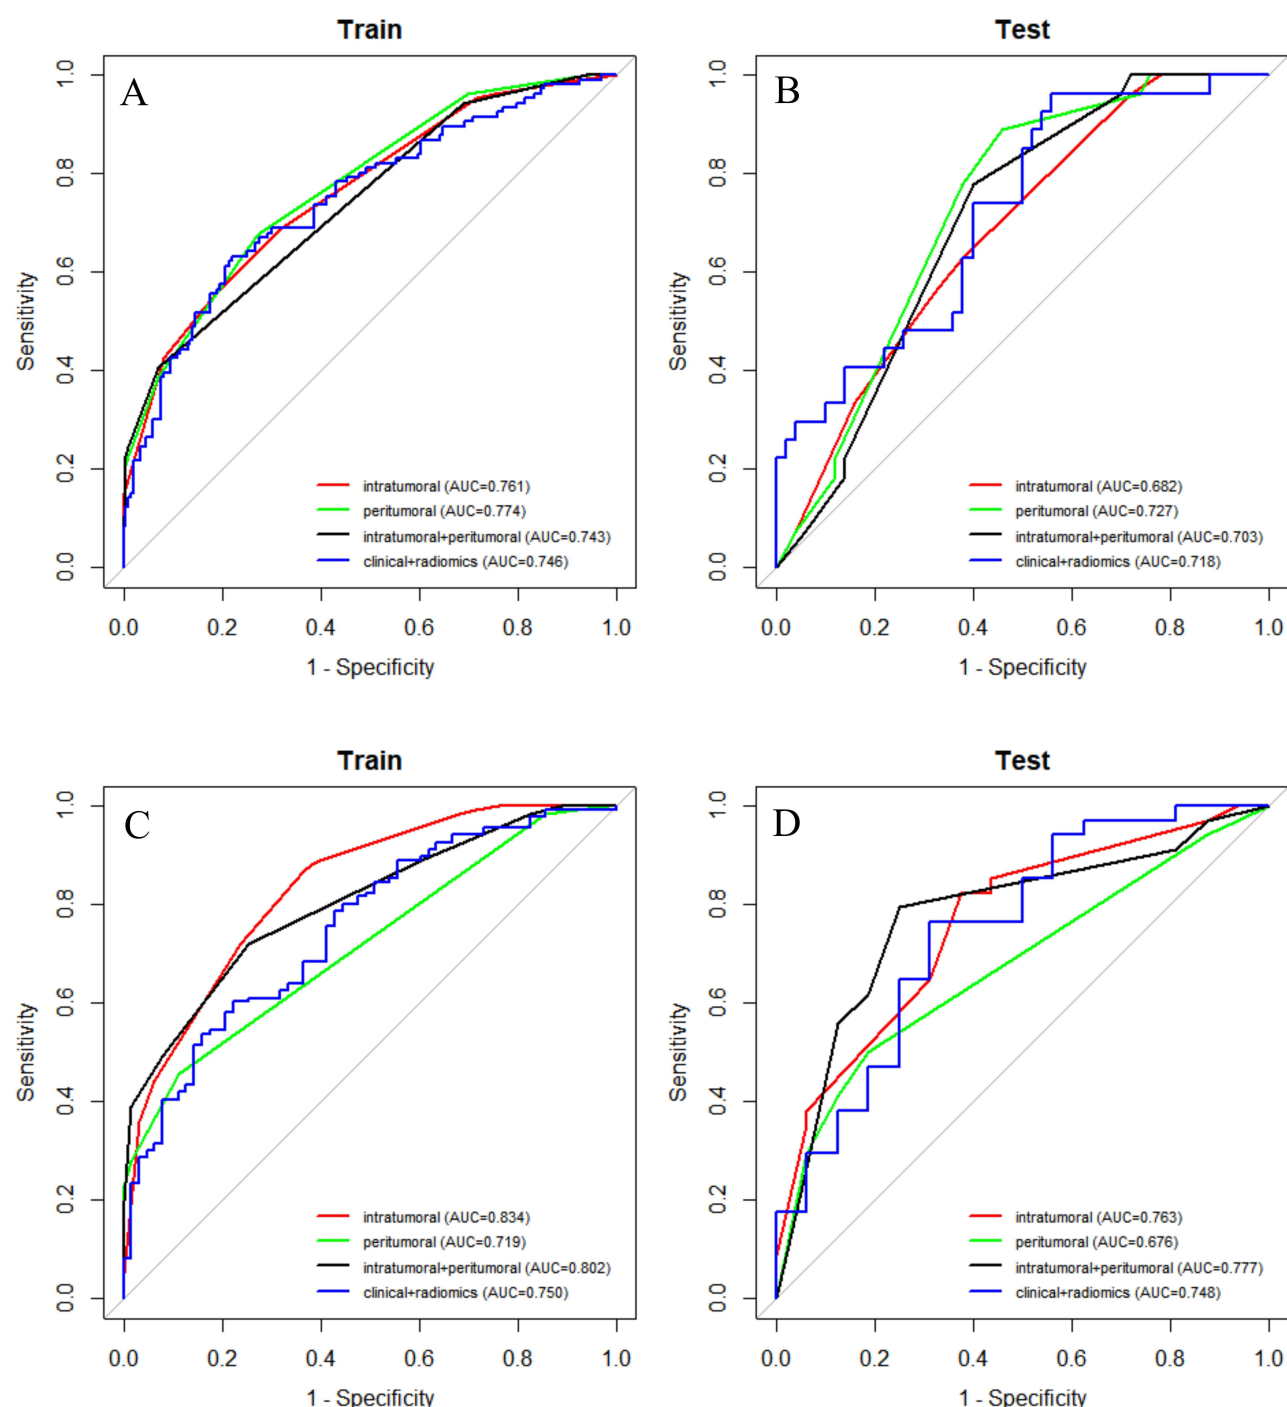 Train
A
Sensitivity
1.0
0.8
0.6
0.4
0.2
0.0
intratumoral (AUC=0.761)
peritumoral (AUC=0.774)
intratumoral+peritumoral (AUC=0.743)
clinical+radiomics (AUC=0.746)
0.0 0.2 0.4 0.6 0.8 1.0
1 - Specificity
Test
B
Sensitivity
1.0
0.8
0.6
0.4
0.2
0.0
intratumoral (AUC=0.682)
peritumoral (AUC=0.727)
intratumoral+peritumoral (AUC=0.703)
clinical+radiomics (AUC=0.718)
0.0 0.2 0.4 0.6 0.8 1.0
1 - Specificity
Train
C
Sensitivity
1.0
0.8
0.6
0.4
0.2
0.0
intratumoral (AUC=0.834)
peritumoral (AUC=0.719)
intratumoral+peritumoral (AUC=0.802)
clinical+radiomics (AUC=0.750)
0.0 0.2 0.4 0.6 0.8 1.0
1 - Specificity
Test
D
Sensitivity
1.0
0.8
0.6
0.4
0.2
0.0
intratumoral (AUC=0.763)
peritumoral (AUC=0.676)
intratumoral+peritumoral (AUC=0.777)
clinical+radiomics (AUC=0.748)
0.0 0.2 0.4 0.6 0.8 1.0
1 - Specificity